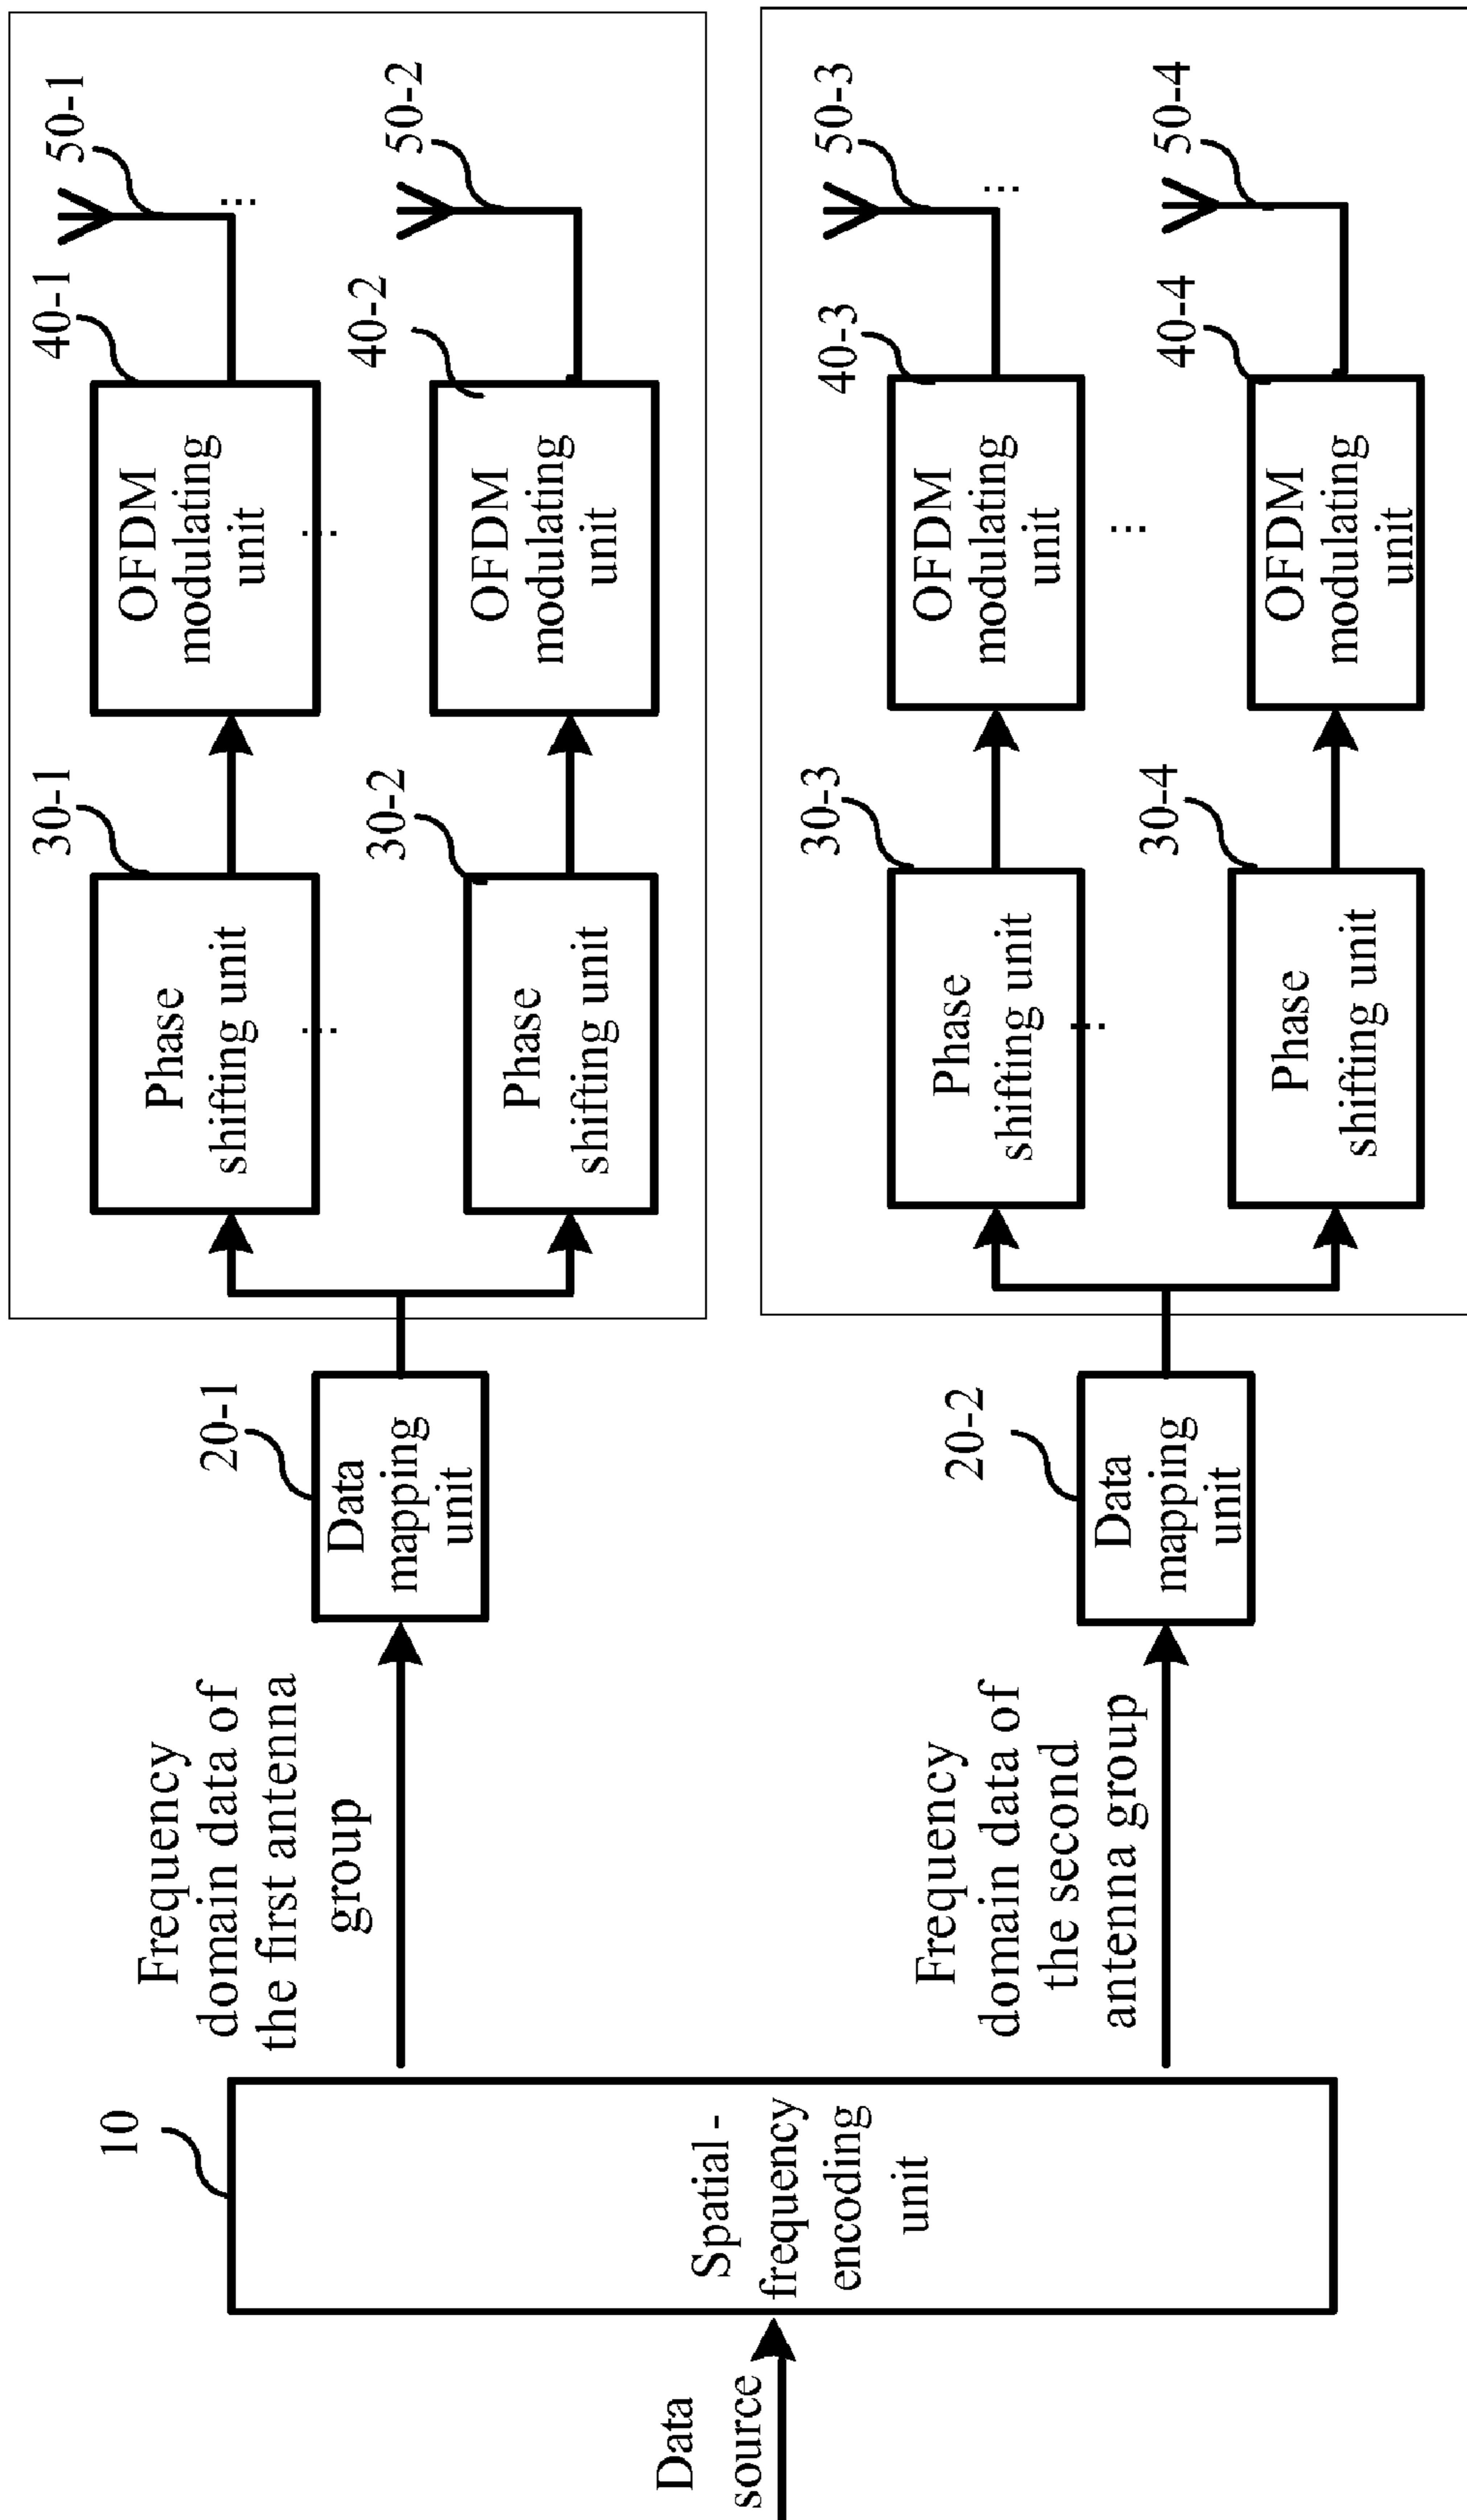 Data
source
10
Spatial-
frequency
encoding
unit
Frequency
domain data of
the first antenna
group
20-1
Data
mapping
unit
30-1
Phase
shifting unit
...
30-2
Phase
shifting unit
40-1
OFDM
modulating
unit
...
40-2
OFDM
modulating
unit
50-1
...
50-2
Frequency
domain data of
the second
antenna group
20-2
Data
mapping
unit
30-3
Phase
shifting unit
...
30-4
Phase
shifting unit
40-3
OFDM
modulating
unit
...
40-4
OFDM
modulating
unit
50-3
...
50-4